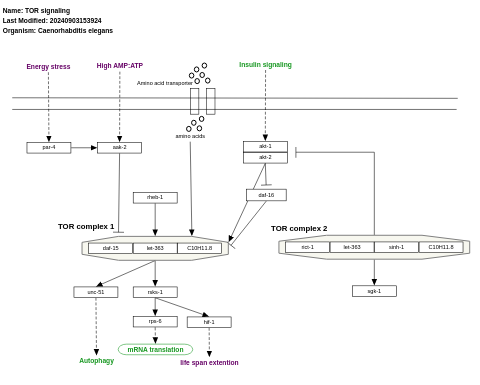 Name: TOR signaling
Last Modified: 20240903153924
Organism: Caenorhabditis elegans
Energy stress
High AMP:ATP
Insulin signaling
Amino acid transporter
amino acids
par-4
aak-2
akt-1
akt-2
rheb-1
daf-16
TOR complex 1
TOR complex 2
daf-15
let-363
C10H11.8
rict-1
let-363
sinh-1
C10H11.8
unc-51
rsks-1
sgk-1
rps-6
hif-1
mRNA translation
Autophagy
life span extention